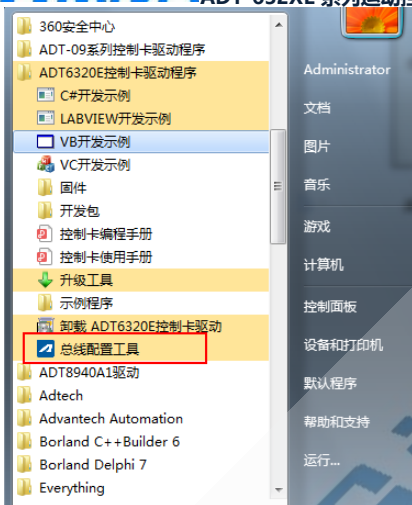 360安全中心
ADT-09系列控制卡驱动程序
ADT6320E控制卡驱动程序
C#开发示例
LABVIEW开发示例
VB开发示例
VC开发示例
固件
开发包
控制卡编程手册
控制卡使用手册
升级工具
示例程序
卸载 ADT6320E控制卡驱动
总线配置工具
ADT8940A1驱动
Adtech
Advantech Automation
Borland C++Builder 6
Borland Delphi 7
Everything
Administrator
文档
图片
音乐
游戏
计算机
控制面板
设备和打印机
默认程序
帮助和支持
运行...